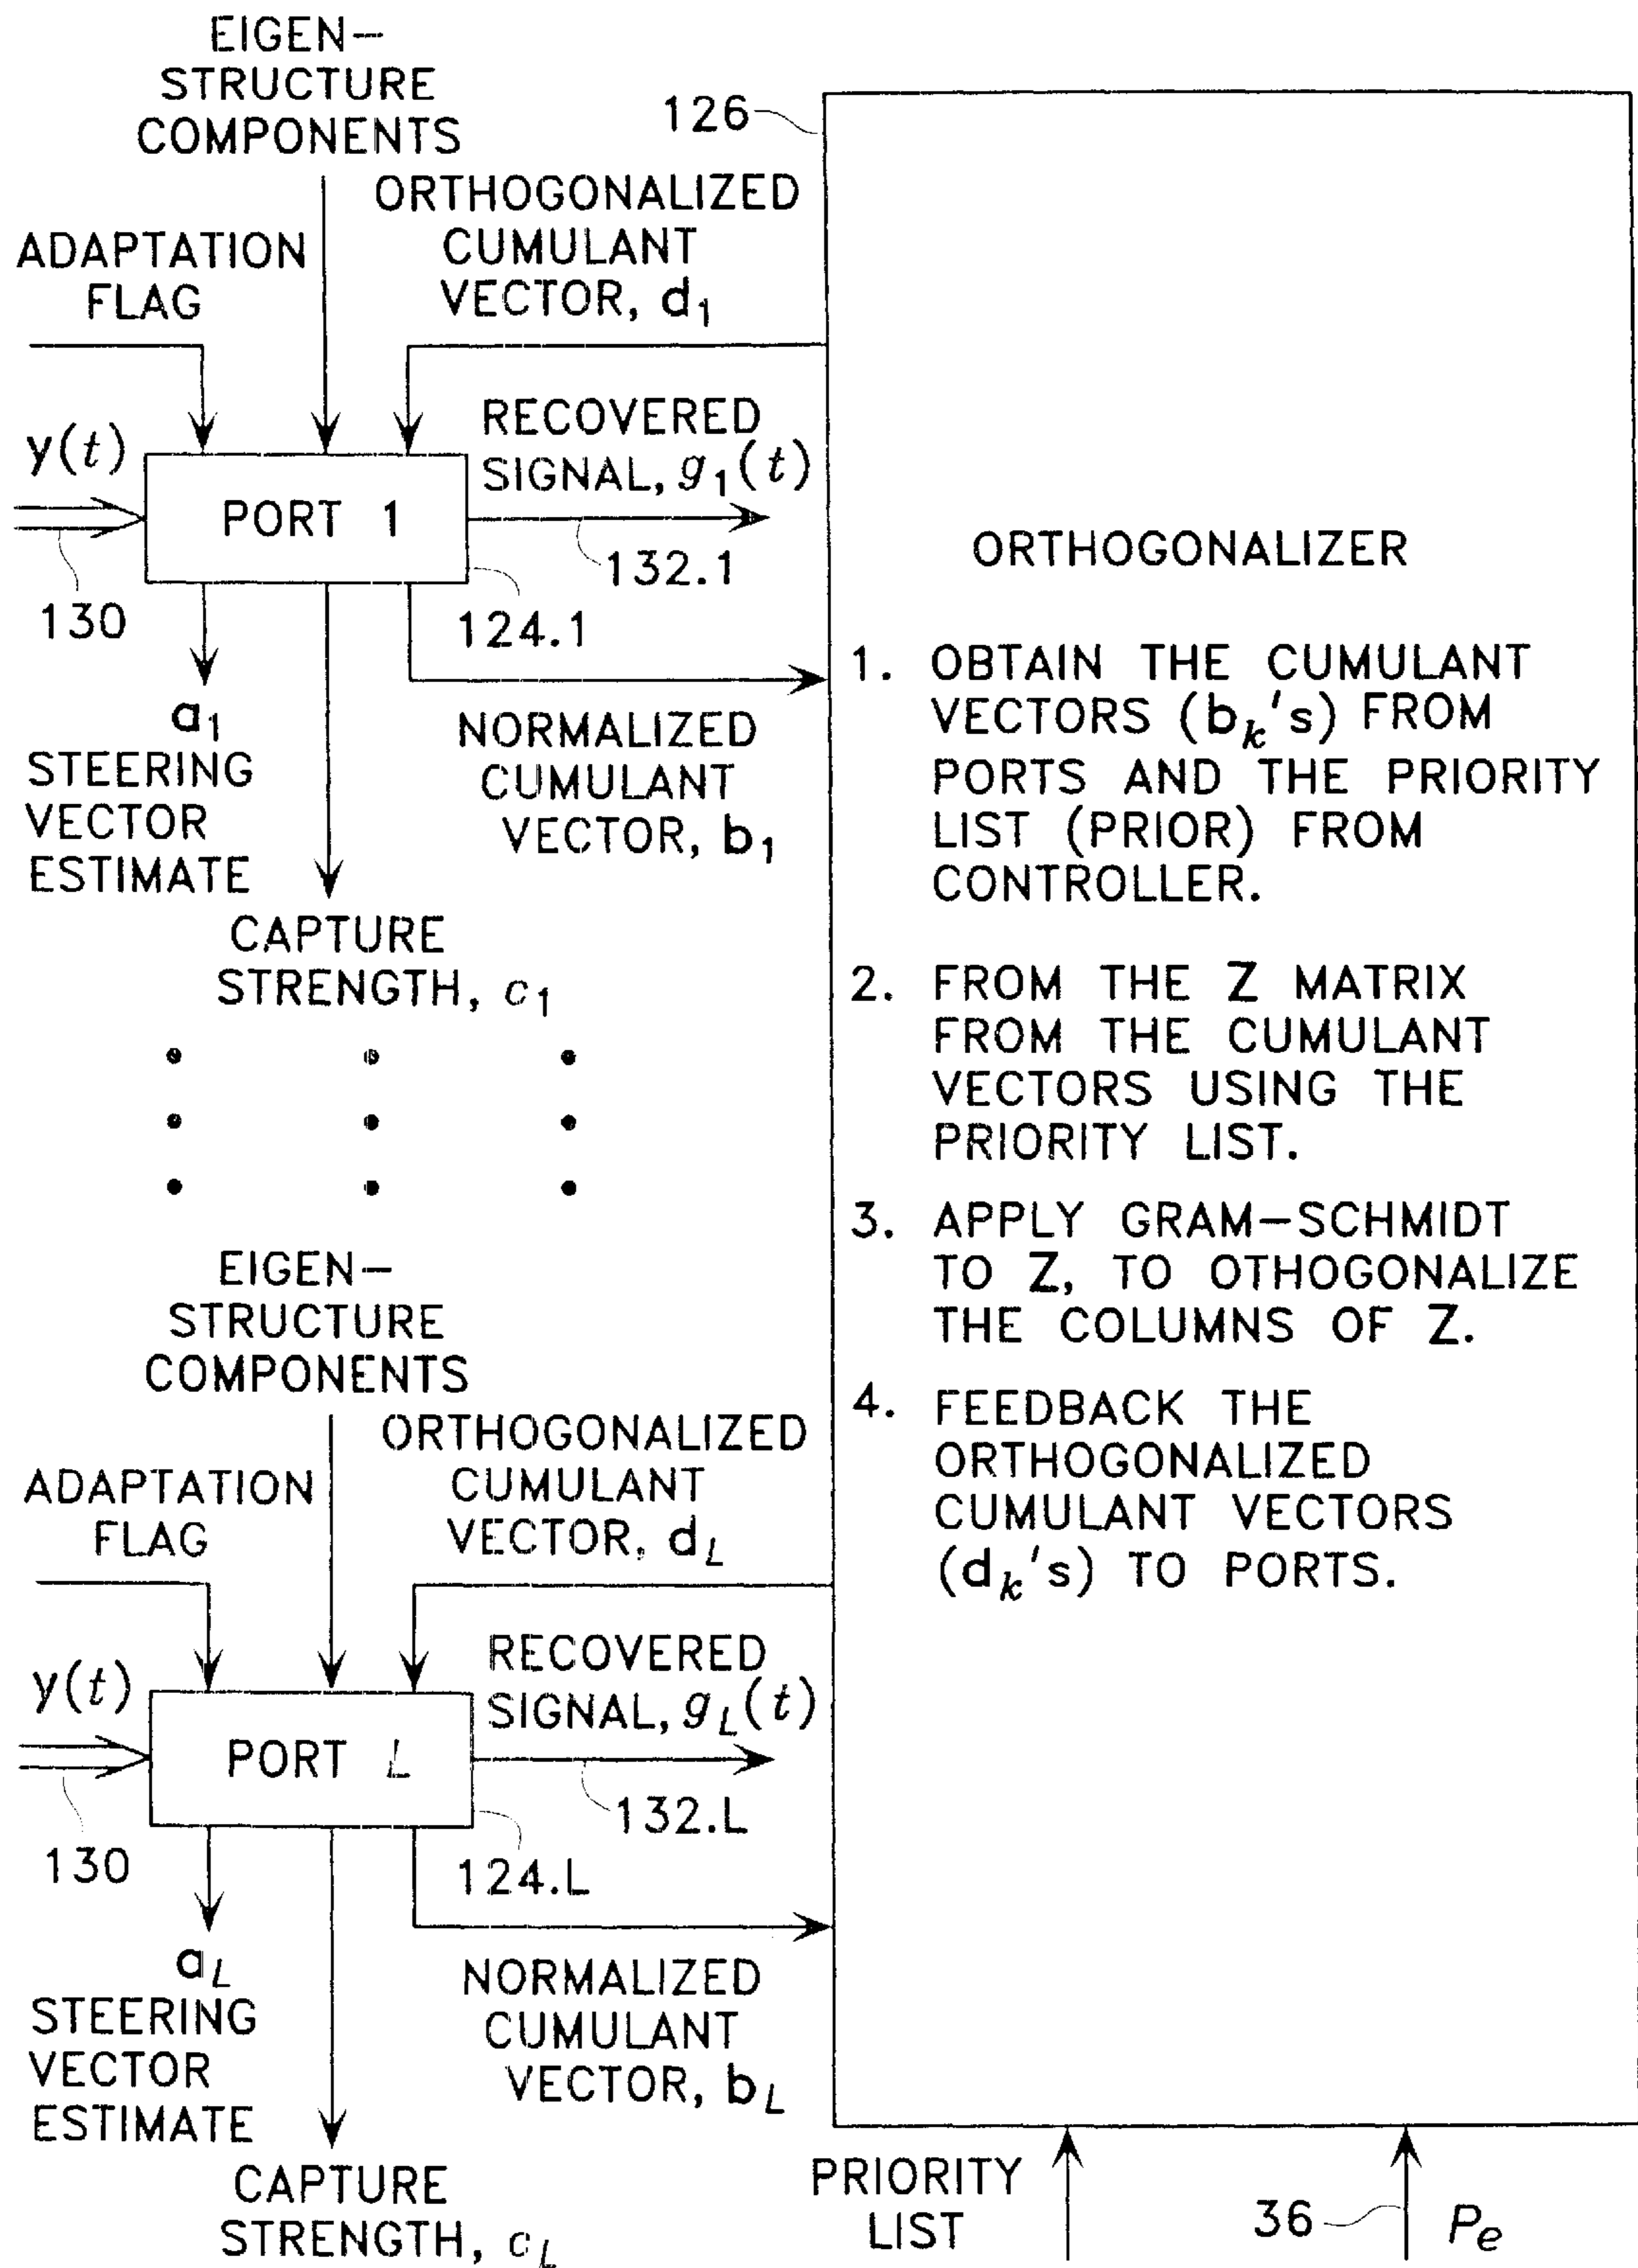 EIGEN-
STRUCTURE
COMPONENTS
126
ORTHOGONALIZED
CUMULANT
VECTOR, d1
ADAPTATION
FLAG
y(t)
RECOVERED
SIGNAL, g1(t)
PORT 1
132.1
130
124.1
a1
STEERING
VECTOR
ESTIMATE
NORMALIZED
CUMULANT
VECTOR, b1
CAPTURE
STRENGTH, c1
EIGEN-
STRUCTURE
COMPONENTS
ORTHOGONALIZED
CUMULANT
VECTOR, dL
ADAPTATION
FLAG
y(t)
RECOVERED
SIGNAL, gL(t)
PORT L
132.L
130
124.L
aL
STEERING
VECTOR
ESTIMATE
NORMALIZED
CUMULANT
VECTOR, bL
CAPTURE
STRENGTH, cL
ORTHOGONALIZER
1. OBTAIN THE CUMULANT
VECTORS (bk's) FROM
PORTS AND THE PRIORITY
LIST (PRIOR) FROM
CONTROLLER.
2. FROM THE Z MATRIX
FROM THE CUMULANT
VECTORS USING THE
PRIORITY LIST.
3. APPLY GRAM-SCHMIDT
TO Z, TO OTHOGONALIZE
THE COLUMNS OF Z.
4. FEEDBACK THE
ORTHOGONALIZED
CUMULANT VECTORS
(dk's) TO PORTS.
PRIORITY
LIST
36
Pe